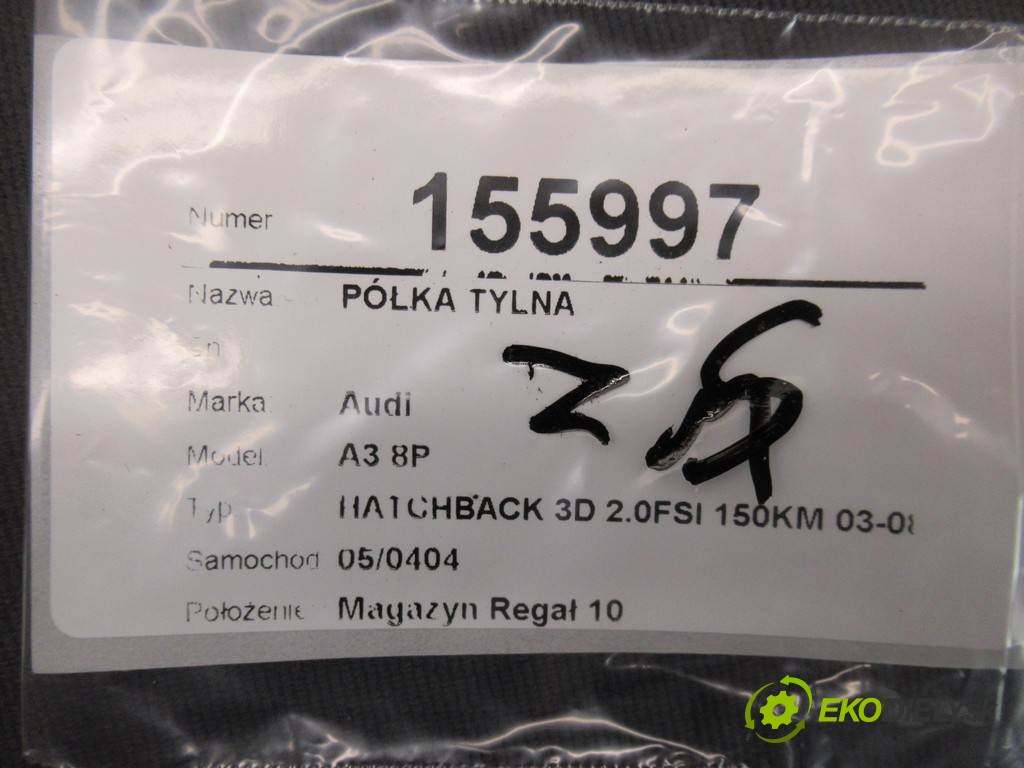 Numer 155997
Nazwa PÓŁKA TYLNA
Marka Audi
Model A3 8P
Typ HATCHBACK 3D 2.0FSI 150KM 03-08
Samochod 05/0404
Położenie Magazyn Regał 10
EKO